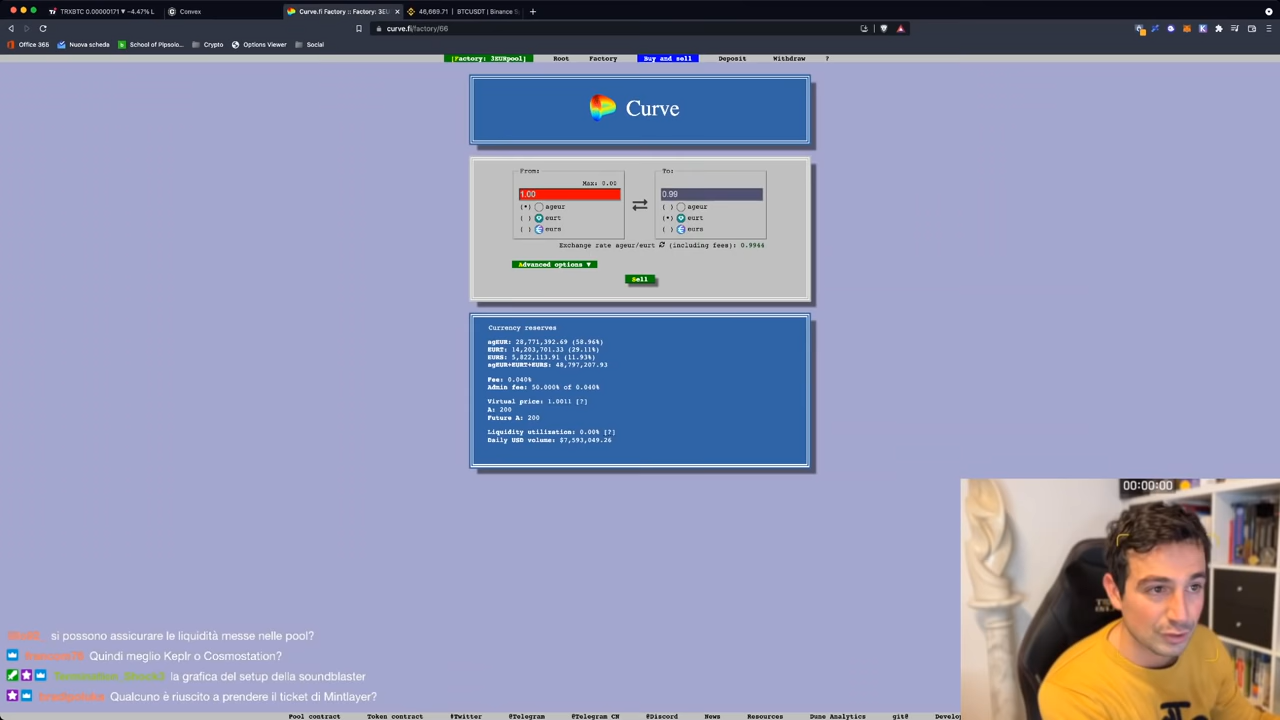 TRXBTC 0.00000171 ▼ −4.47% L
Convex
Curve.fi Factory :: Factory: 3EU
46,669.71 | BTCUSDT | Binance S
curve.fi/factory/66
Office 365
Nuova scheda
School of Pipsolo...
Crypto
Options Viewer
Social
[Factory: 3EURpool] Root Factory Buy and sell Deposit Withdraw ?
Curve
From:
Max: 0.00
1.00
(•) ageur
( ) eurt
( ) eurs
To:
0.99
( ) ageur
(•) eurt
( ) eurs
Exchange rate ageur/eurt (including fees): 0.9944
Advanced options ▼
Sell
Currency reserves
agEUR: 28,771,392.69 (58.96%)
EURT: 14,203,701.33 (29.11%)
EURS: 5,822,113.91 (11.93%)
agEUR+EURT+EURS: 48,797,207.93
Fee: 0.040%
Admin fee: 50.000% of 0.040%
Virtual price: 1.0011 [?]
A: 200
Future A: 200
Liquidity utilization: 0.00% [?]
Daily USD volume: $7,593,049.26
00:00:00
si possono assicurare le liquidità messe nelle pool?
Quindi meglio Keplr o Cosmostation?
la grafica del setup della soundblaster
Qualcuno è riuscito a prendere il ticket di Mintlayer?
Pool contract Token contract @Twitter @Telegram @Telegram CN @Discord News Resources Dune Analytics git@ Develop